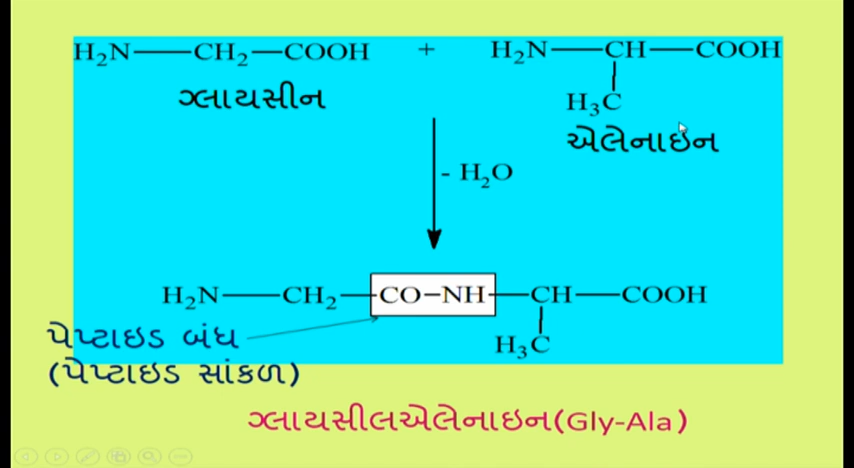 H₂N—CH₂—COOH + H₂N—CH—COOH
ગ્લાયસીન
H₃C
એલેનાઇન
- H₂O
H₂N—CH₂—CO–NH—CH—COOH
પેપ્ટાઇડ બંધ
H₃C
(પેપ્ટાઇડ સાંકળ)
ગ્લાયસીલએલેનાઇન(Gly-Ala)